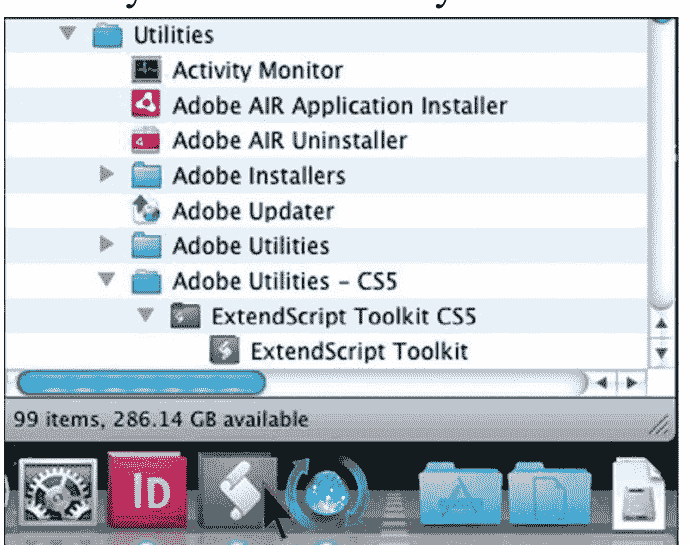 Utilities
Activity Monitor
Adobe AIR Application Installer
Adobe AIR Uninstaller
Adobe Installers
Adobe Updater
Adobe Utilities
Adobe Utilities – CS5
ExtendScript Toolkit CS5
ExtendScript Toolkit
99 items, 286.14 GB available
ID